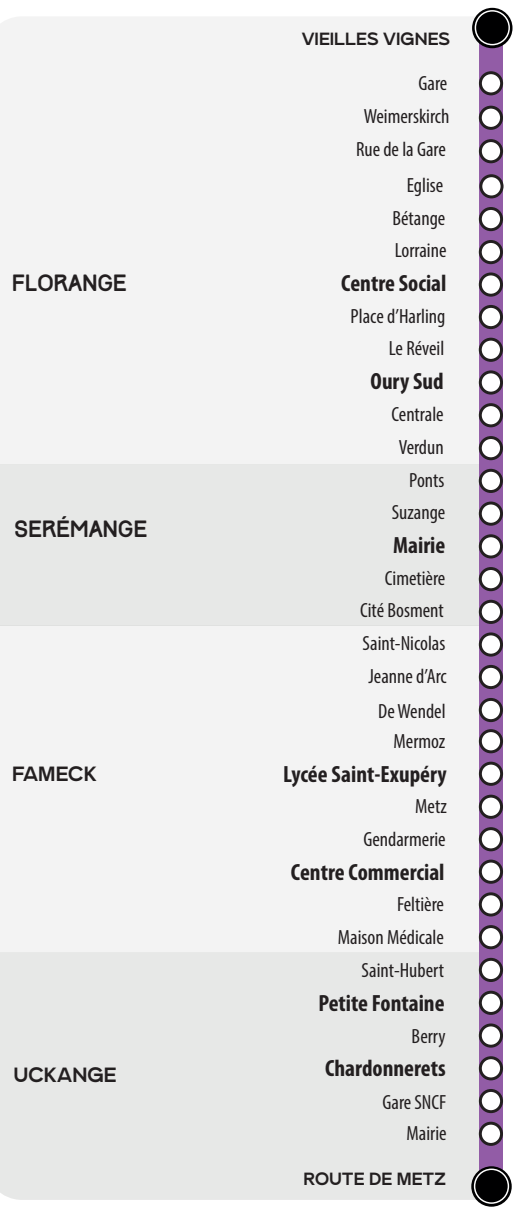 VIEILLES VIGNES
Gare
Weimerskirch
Rue de la Gare
Eglise
Bétange
Lorraine
FLORANGE
Centre Social
Place d'Harling
Le Réveil
Oury Sud
Centrale
Verdun
Ponts
Suzange
SERÉMANGE
Mairie
Cimetière
Cité Bosment
Saint-Nicolas
Jeanne d'Arc
De Wendel
Mermoz
FAMECK
Lycée Saint-Exupéry
Metz
Gendarmerie
Centre Commercial
Feltière
Maison Médicale
Saint-Hubert
Petite Fontaine
Berry
UCKANGE
Chardonnerets
Gare SNCF
Mairie
ROUTE DE METZ